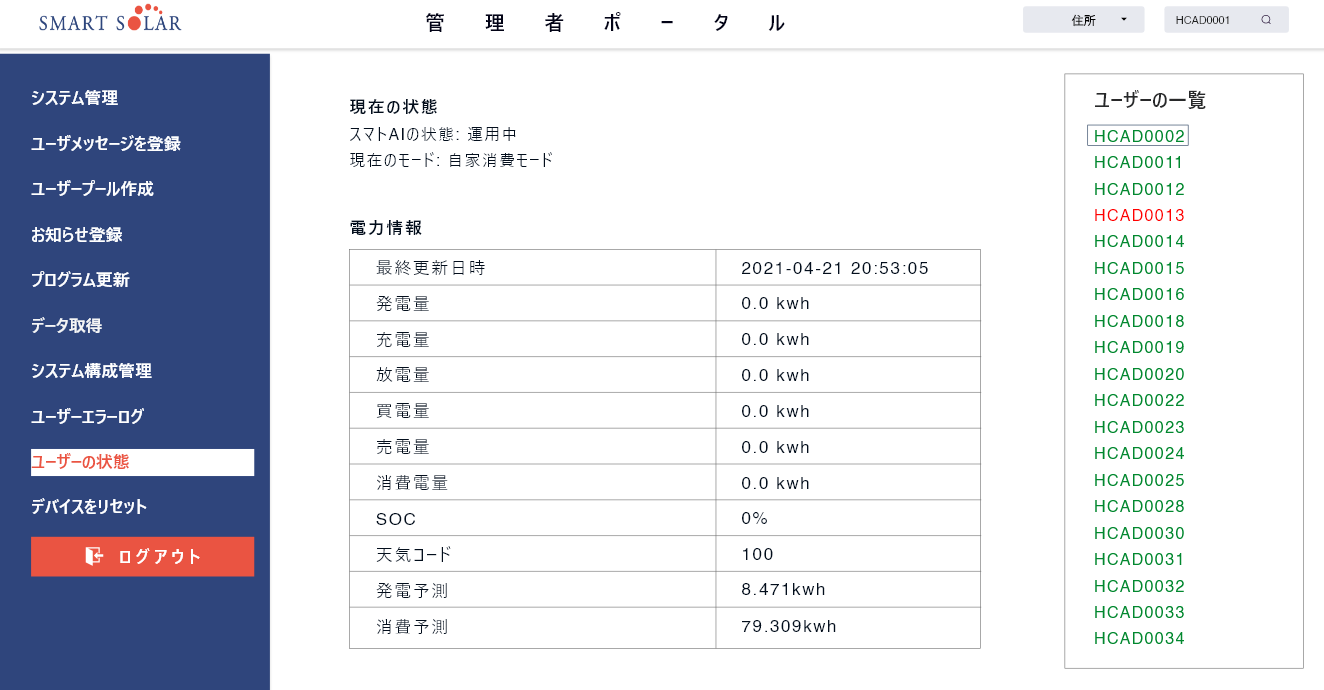 SMART SOLAR
管理者ポータル
住所
HCAD0001
システム管理
ユーザメッセージを登録
ユーザープール作成
お知らせ登録
プログラム更新
データ取得
システム構成管理
ユーザーエラーログ
ユーザーの状態
デバイスをリセット
ログアウト
現在の状態
スマトAIの状態: 運用中
現在のモード: 自家消費モード
電力情報
最終更新日時 2021-04-21 20:53:05
発電量 0.0 kwh
充電量 0.0 kwh
放電量 0.0 kwh
買電量 0.0 kwh
売電量 0.0 kwh
消費電量 0.0 kwh
SOC 0%
天気コード 100
発電予測 8.471kwh
消費予測 79.309kwh
ユーザーの一覧
HCAD0002
HCAD0011
HCAD0012
HCAD0013
HCAD0014
HCAD0015
HCAD0016
HCAD0018
HCAD0019
HCAD0020
HCAD0022
HCAD0023
HCAD0024
HCAD0025
HCAD0028
HCAD0030
HCAD0031
HCAD0032
HCAD0033
HCAD0034